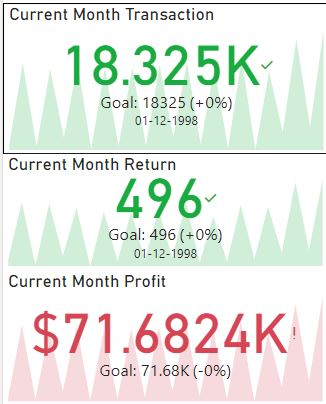 Current Month Transaction
18.325K✓
Goal: 18325 (+0%)
01-12-1998
Current Month Return
496✓
Goal: 496 (+0%)
01-12-1998
Current Month Profit
$71.6824K!
Goal: 71.68K (-0%)